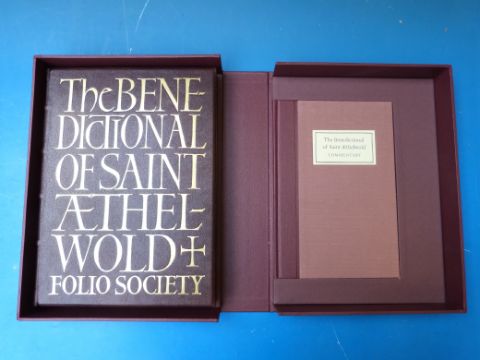 The BENE-
DICTIONAL
OF SAINT
ÆTHEL-
WOLD +
FOLIO SOCIETY
The Benedictional
of Saint Æthelwold
COMMENTARY